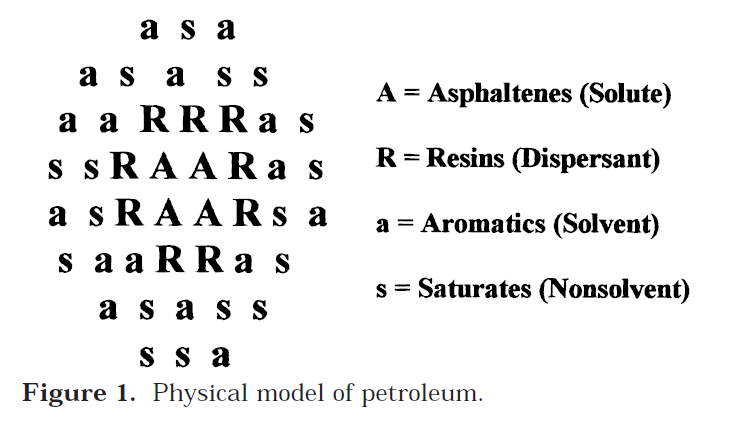 a s a
a s a s s
a a R R R a s
s s R A A R a s
a s R A A R s a
s a a R R a s
a s a s s
s s a
A = Asphaltenes (Solute)
R = Resins (Dispersant)
a = Aromatics (Solvent)
s = Saturates (Nonsolvent)
Figure 1. Physical model of petroleum.